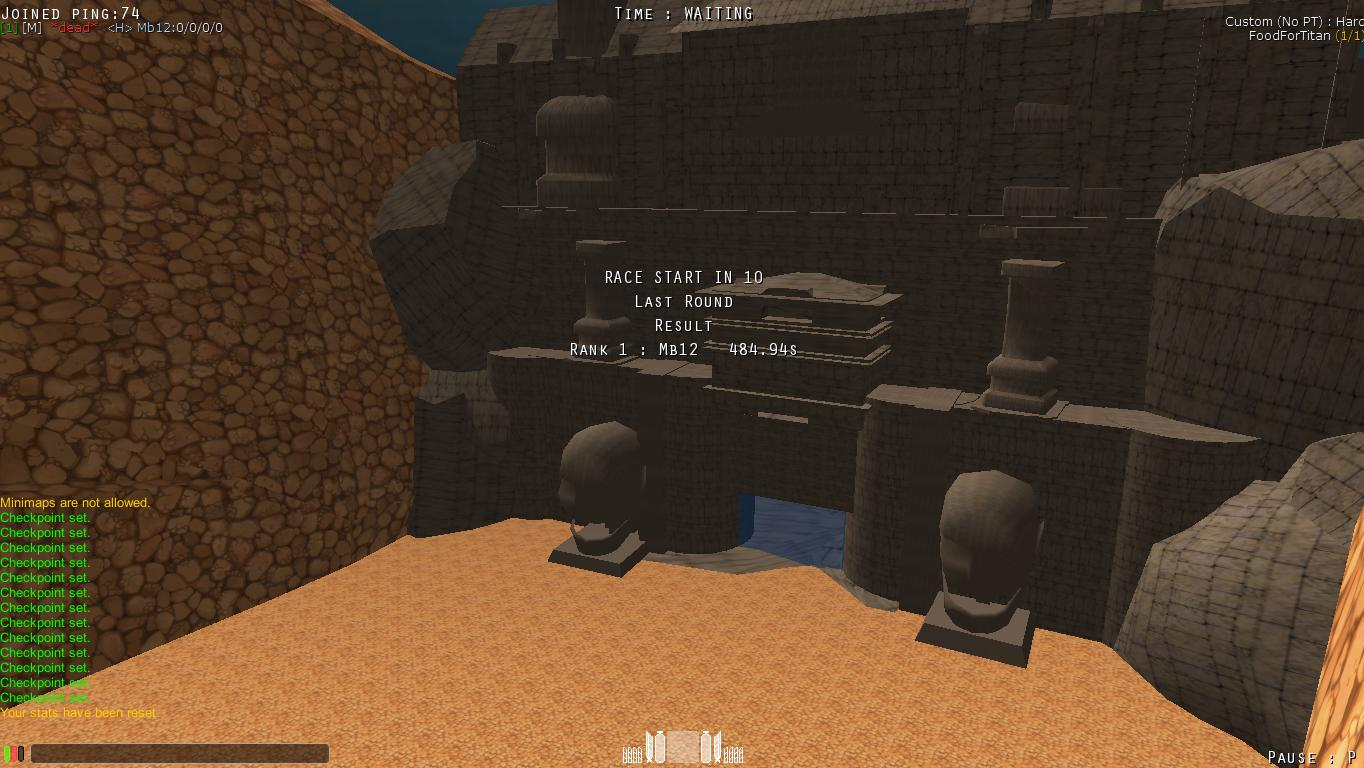 Joined ping:74
[1] [M] *dead* <H> Mb12:0/0/0/0
Time : WAITING
Custom (No PT) : Hard
FoodForTitan (1/1)
RACE START IN 10
Last Round
Result
Rank 1 : Mb12 484.94s
Minimaps are not allowed.
Checkpoint set.
Checkpoint set.
Checkpoint set.
Checkpoint set.
Checkpoint set.
Checkpoint set.
Checkpoint set.
Checkpoint set.
Checkpoint set.
Checkpoint set.
Checkpoint set.
Checkpoint set.
Checkpoint set.
Your stats have been reset
Pause : P